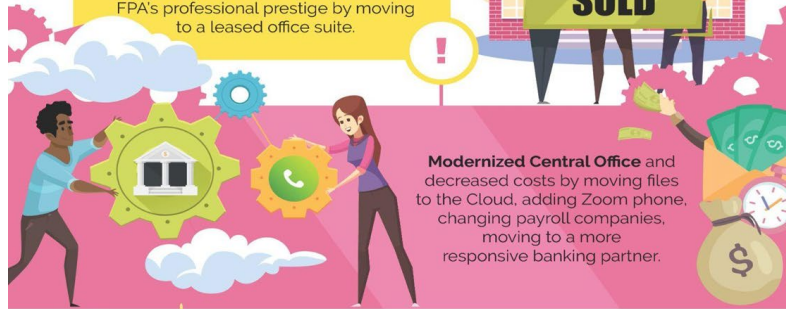 FPA's professional prestige by moving
to a leased office suite.
SOLD
!
Modernized Central Office and
decreased costs by moving files
to the Cloud, adding Zoom phone,
changing payroll companies,
moving to a more
responsive banking partner.
$